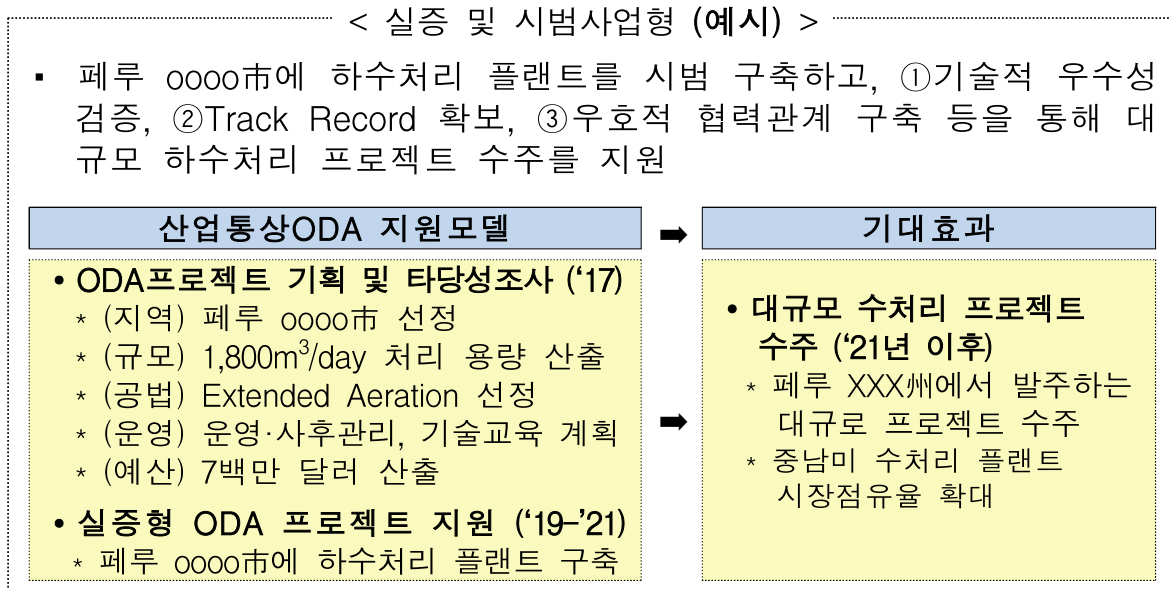 < 실증 및 시범사업형 (예시) >
▪ 페루 oooo市에 하수처리 플랜트를 시범 구축하고, ①기술적 우수성
검증, ②Track Record 확보, ③우호적 협력관계 구축 등을 통해 대
규모 하수처리 프로젝트 수주를 지원
산업통상ODA 지원모델
• ODA프로젝트 기획 및 타당성조사 (‘17)
* (지역) 페루 oooo市 선정
* (규모) 1,800m³/day 처리 용량 산출
* (공법) Extended Aeration 선정
* (운영) 운영·사후관리, 기술교육 계획
* (예산) 7백만 달러 산출
• 실증형 ODA 프로젝트 지원 (‘19–’21)
* 페루 oooo市에 하수처리 플랜트 구축
➡
➡
기대효과
• 대규모 수처리 프로젝트
수주 (‘21년 이후)
* 페루 XXX州에서 발주하는
대규로 프로젝트 수주
* 중남미 수처리 플랜트
시장점유율 확대